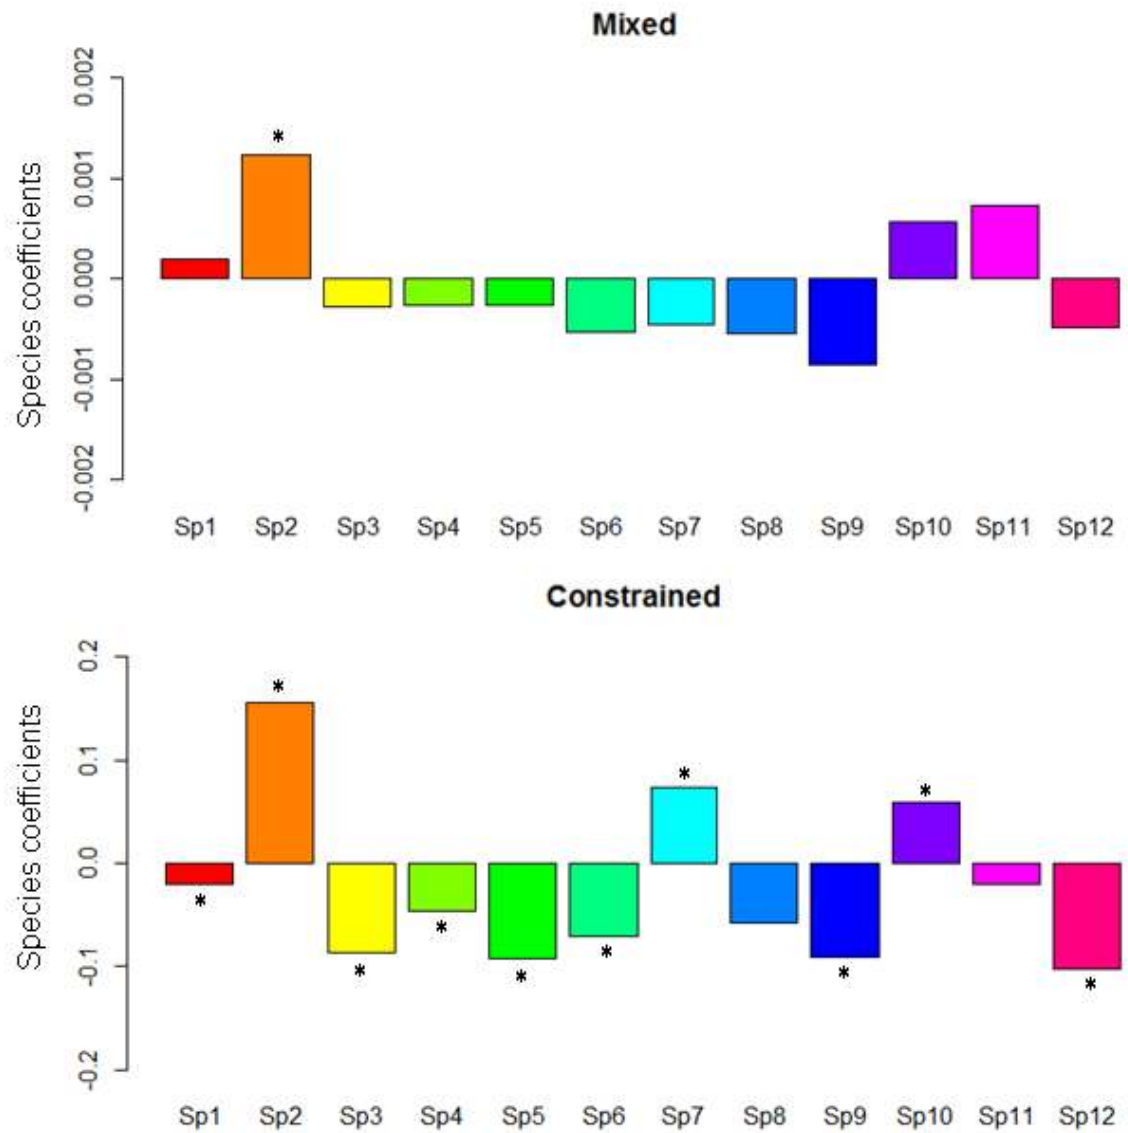 Mixed
Species coefficients
0.002
0.001
0.000
-0.001
-0.002
*
Sp1 Sp2 Sp3 Sp4 Sp5 Sp6 Sp7 Sp8 Sp9 Sp10 Sp11 Sp12
Constrained
Species coefficients
0.2
0.1
0.0
-0.1
-0.2
* * * * * * * * * *
Sp1 Sp2 Sp3 Sp4 Sp5 Sp6 Sp7 Sp8 Sp9 Sp10 Sp11 Sp12